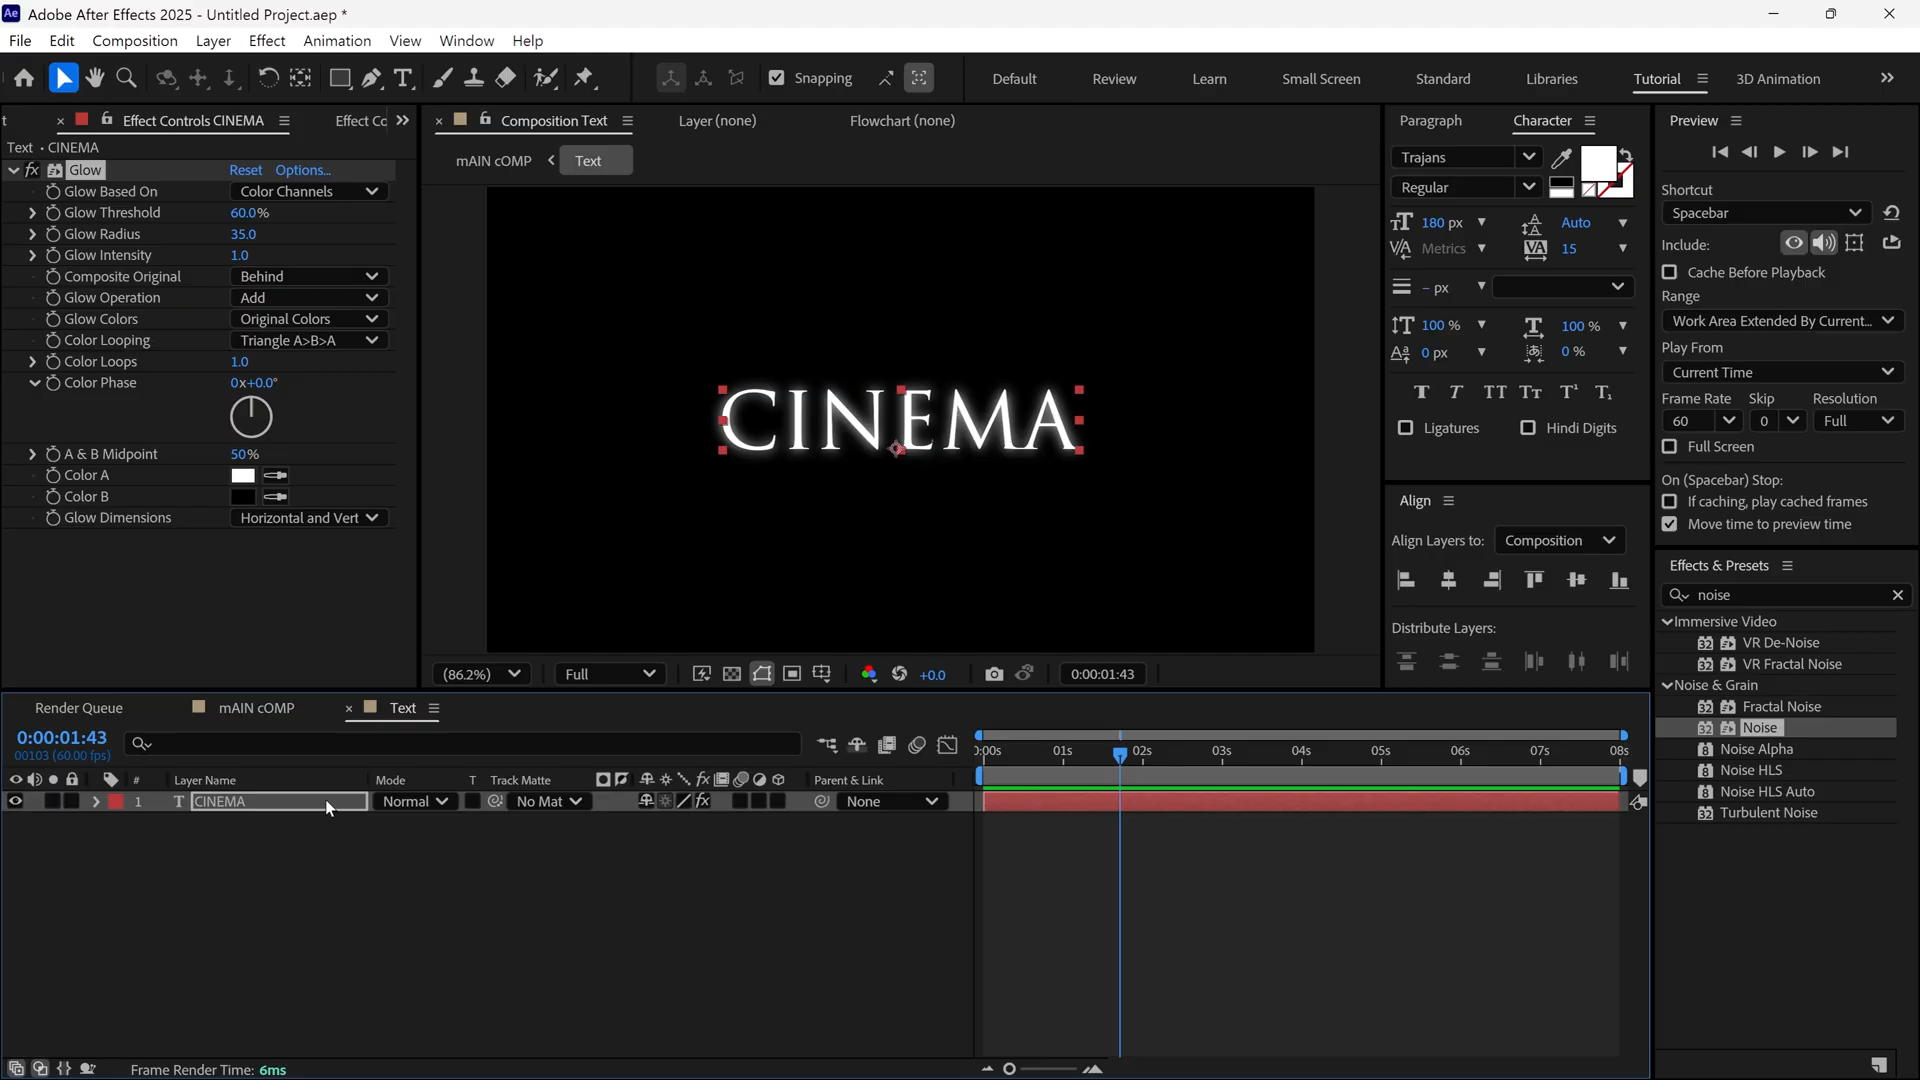 Ae Adobe After Effects 2025 - Untitled Project.aep *
File Edit Composition Layer Effect Animation View Window Help
Snapping Default Review Learn Small Screen Standard Libraries Tutorial 3D Animation
Effect Controls CINEMA
Effect Co
Text • CINEMA
fx Glow Reset Options...
Glow Based On Color Channels
Glow Threshold 60.0%
Glow Radius 35.0
Glow Intensity 1.0
Composite Original Behind
Glow Operation Add
Glow Colors Original Colors
Color Looping Triangle A>B>A
Color Loops 1.0
Color Phase 0x+0.0°
A & B Midpoint 50%
Color A
Color B
Glow Dimensions Horizontal and Vert
Composition Text Layer (none) Flowchart (none)
mAIN cOMP Text
CINEMA
(86.2%) Full +0.0 0:00:01:43
Paragraph Character
Trajans
Regular
180 px Auto
Metrics 15
– px
100 % 100 %
0 px 0 %
Ligatures Hindi Digits
Align
Align Layers to: Composition
Distribute Layers:
Preview
Shortcut
Spacebar
Include:
Cache Before Playback
Range
Work Area Extended By Current...
Play From
Current Time
Frame Rate Skip Resolution
60 0 Full
Full Screen
On (Spacebar) Stop:
If caching, play cached frames
Move time to preview time
Effects & Presets
noise
Immersive Video
VR De-Noise
VR Fractal Noise
Noise & Grain
Fractal Noise
Noise
Noise Alpha
Noise HLS
Noise HLS Auto
Turbulent Noise
Render Queue mAIN cOMP Text
0:00:01:43
00103 (60.00 fps)
# Layer Name Mode T Track Matte Parent & Link
1 T CINEMA Normal No Mat None
0:00s 01s 02s 03s 04s 05s 06s 07s 08s
Frame Render Time: 6ms